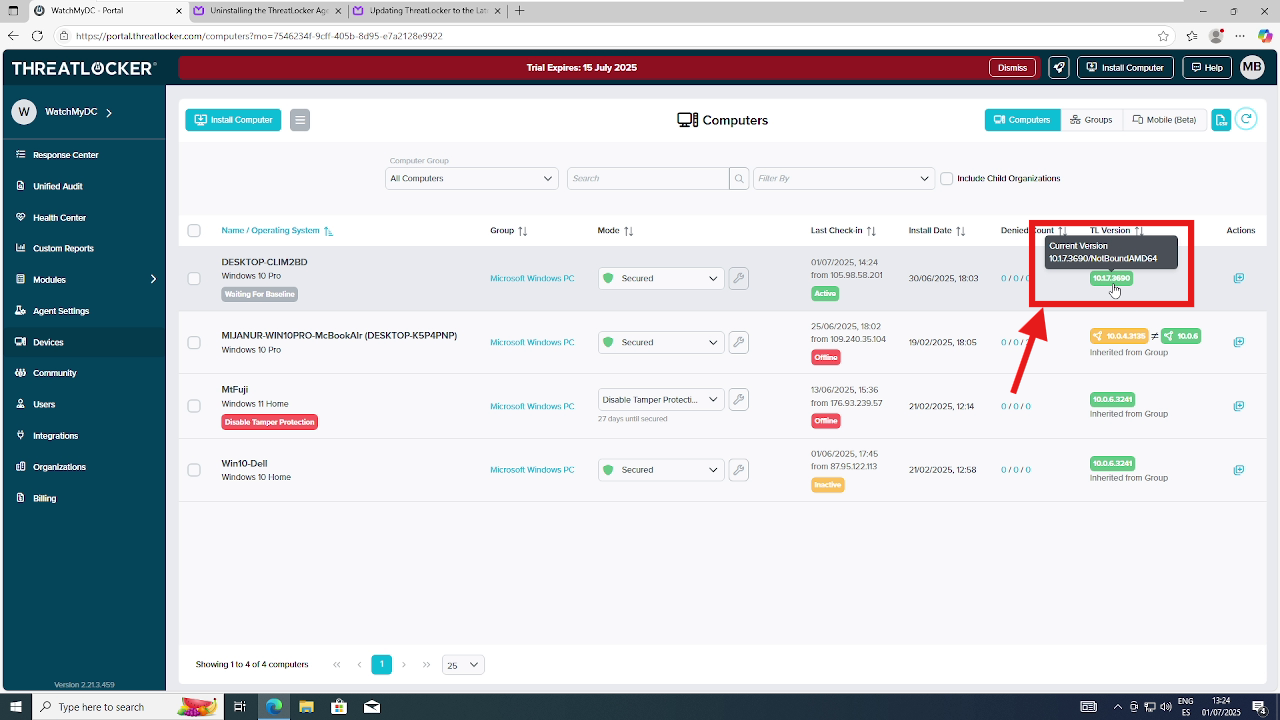 WatchMyDC - Portal
Uninstalling the ThreatLocker Age
Updating ThreatLocker to the Late
https://portal.threatlocker.com/computers?mo=7546234f-9cff-405b-8d95-e7a2128e9922
THREATLOCKER
Trial Expires: 15 July 2025
Dismiss
Install Computer
Help
MB
W
WatchMyDC
Install Computer
Computers
Computers
Groups
Mobile (Beta)
Response Center
Unified Audit
Health Center
Custom Reports
Modules
Agent Settings
Devices
Community
Users
Integrations
Organizations
Billing
Version 2.21.3.459
Computer Group
All Computers
Search
Filter By
Include Child Organizations
Name / Operating System
Group
Mode
Last Check-in
Install Date
Denied Count
TL Version
Actions
Current Version
10.1.7.3690/NotBoundAMD64
DESKTOP-CLIM2BD
Windows 10 Pro
Waiting For Baseline
Microsoft Windows PC
Secured
01/07/2025, 14:24
from 105.98.58.201
Active
30/06/2025, 18:03
0 / 0 / 0
10.1.7.3690
MIJANUR-WIN10PRO-McBookAir (DESKTOP-K5P4PNP)
Windows 10 Pro
Microsoft Windows PC
Secured
25/06/2025, 18:02
from 109.240.35.104
Offline
19/02/2025, 18:05
0 / 0 /
10.0.4.3135 ≠ 10.0.6
Inherited from Group
MtFuji
Windows 11 Home
Disable Tamper Protection
Microsoft Windows PC
Disable Tamper Protecti...
27 days until secured
13/06/2025, 15:36
from 176.93.239.57
Offline
21/02/2025, 12:14
0 / 0 / 0
10.0.6.3241
Inherited from Group
Win10-Dell
Windows 10 Home
Microsoft Windows PC
Secured
01/06/2025, 17:45
from 87.95.122.113
Inactive
21/02/2025, 12:58
0 / 0 / 0
10.0.6.3241
Inherited from Group
Showing 1 to 4 of 4 computers
1
25
Type here to search
ENG
ES
13:24
01/07/2025